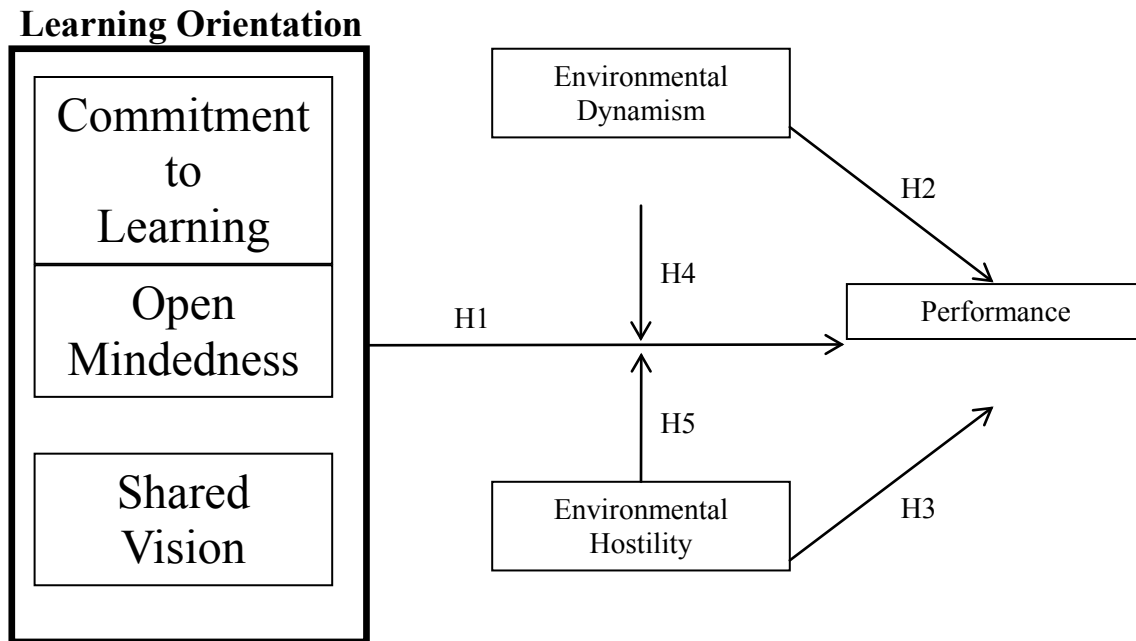 Learning Orientation
Commitment
to
Learning
Open
Mindedness
Shared
Vision
Environmental
Dynamism
H2
H4
H1
Performance
H5
Environmental
Hostility
H3